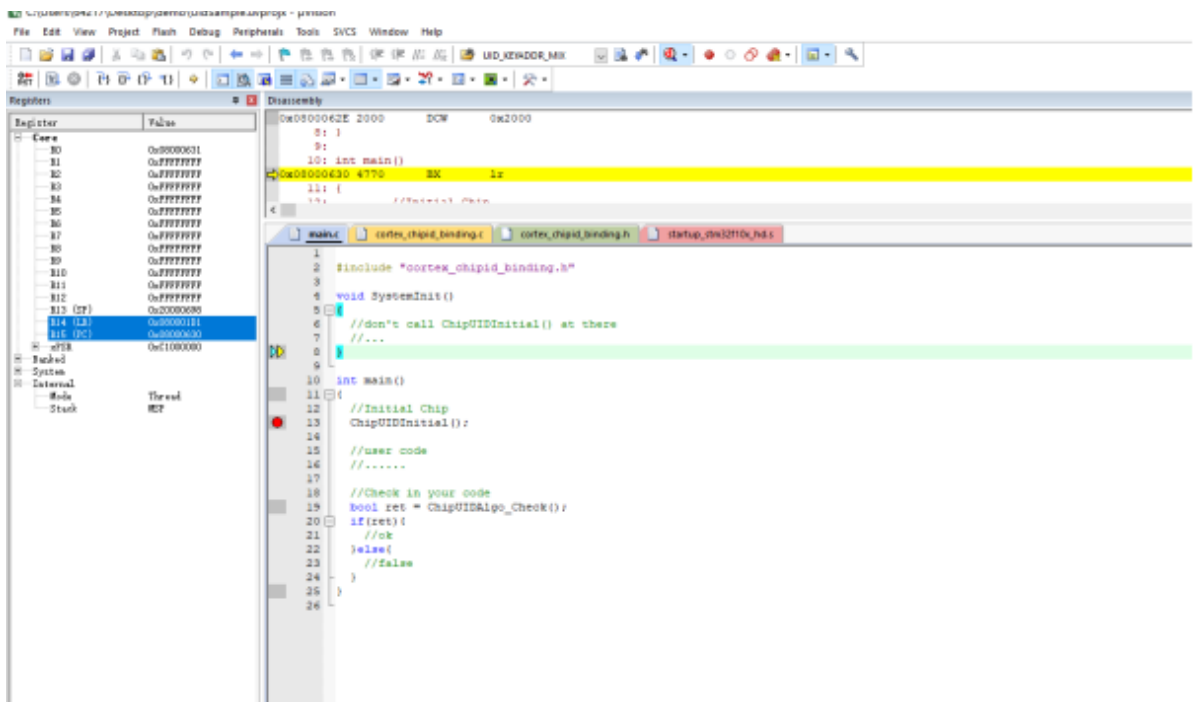 File Edit View Project Flash Debug Peripherals Tools SVCS Window Help
UID_KEYADDR_MIX
Registers
Register Value
Core
R0 0x08000631
R1 0xFFFFFFFF
R2 0xFFFFFFFF
R3 0xFFFFFFFF
R4 0xFFFFFFFF
R5 0xFFFFFFFF
R6 0xFFFFFFFF
R7 0xFFFFFFFF
R8 0xFFFFFFFF
R9 0xFFFFFFFF
R10 0xFFFFFFFF
R11 0xFFFFFFFF
R12 0xFFFFFFFF
R13 (SP) 0x20000698
R14 (LR) 0x08000181
R15 (PC) 0x08000630
xPSR 0xC1000000
Banked
System
Internal
Mode Thread
Stack MSP
Disassembly
0x0800062E 2000 DCW 0x2000
8: }
9:
10: int main()
0x08000630 4770 BX lr
11: {
12: //Initial Chip
main.c cortex_chipid_binding.c cortex_chipid_binding.h startup_stm32f10x_hd.s
1
2 #include "cortex_chipid_binding.h"
3
4 void SystemInit()
5 {
6 //don't call ChipUIDInitial() at there
7 //...
8 }
9
10 int main()
11 {
12 //Initial Chip
13 ChipUIDInitial();
14
15 //user code
16 //......
17
18 //Check in your code
19 bool ret = ChipUIDAlgo_Check();
20 if(ret){
21 //ok
22 }else{
23 //false
24 }
25 }
26